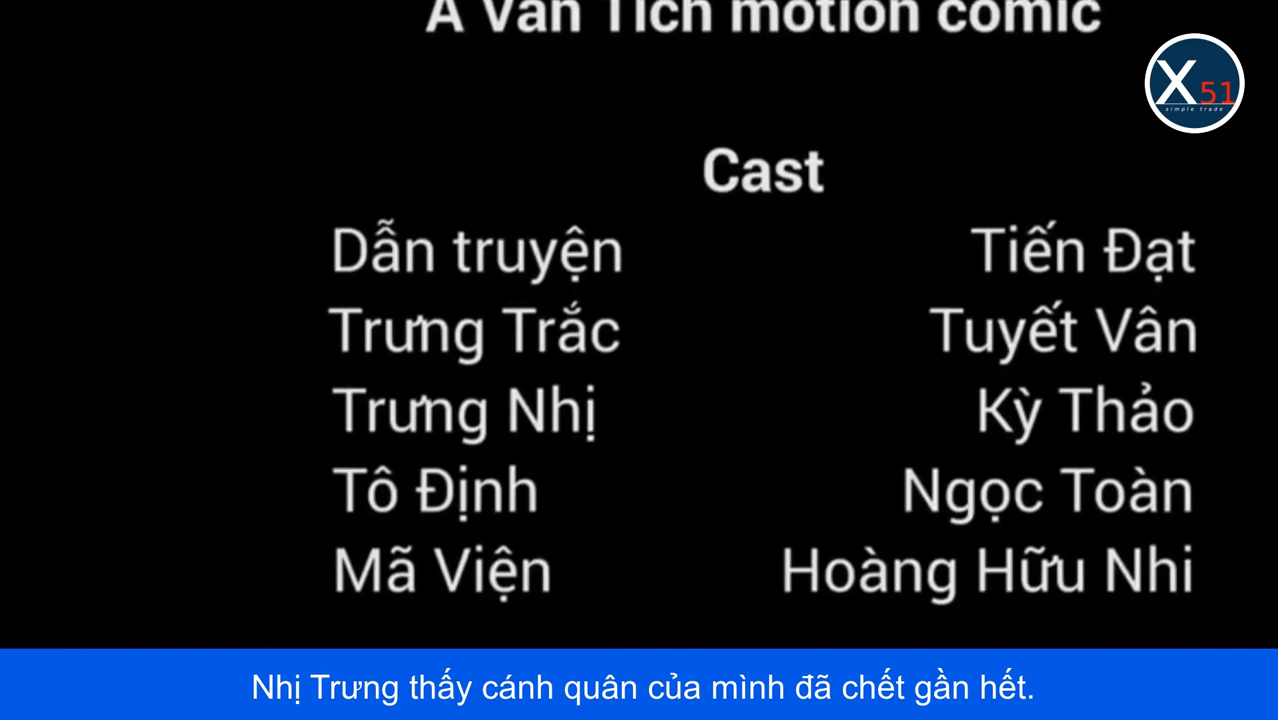 A Vấn Tích motion comic
X51
simple trade
Cast
Dẫn truyện Tiến Đạt
Trưng Trắc Tuyết Vân
Trưng Nhị Kỳ Thảo
Tô Định Ngọc Toàn
Mã Viện Hoàng Hữu Nhi
Nhị Trưng thấy cánh quân của mình đã chết gần hết.